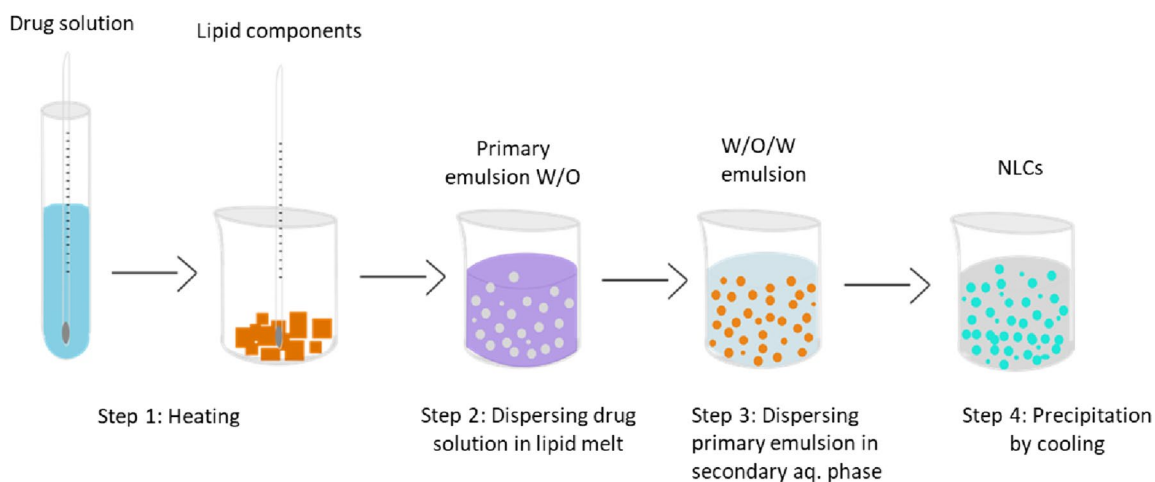 Drug solution
Lipid components
Primary
emulsion W/O
W/O/W
emulsion
NLCs
Step 1: Heating
Step 2: Dispersing drug
solution in lipid melt
Step 3: Dispersing
primary emulsion in
secondary aq. phase
Step 4: Precipitation
by cooling